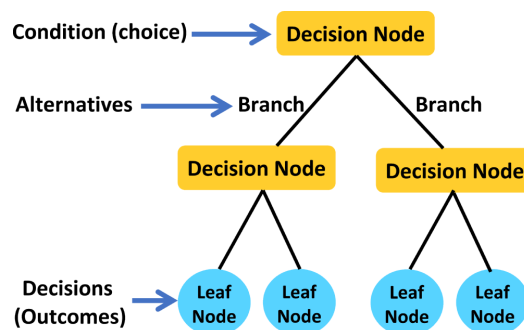 Condition (choice)
Decision Node
Alternatives
Branch
Branch
Decision Node
Decision Node
Decisions
(Outcomes)
Leaf
Node
Leaf
Node
Leaf
Node
Leaf
Node